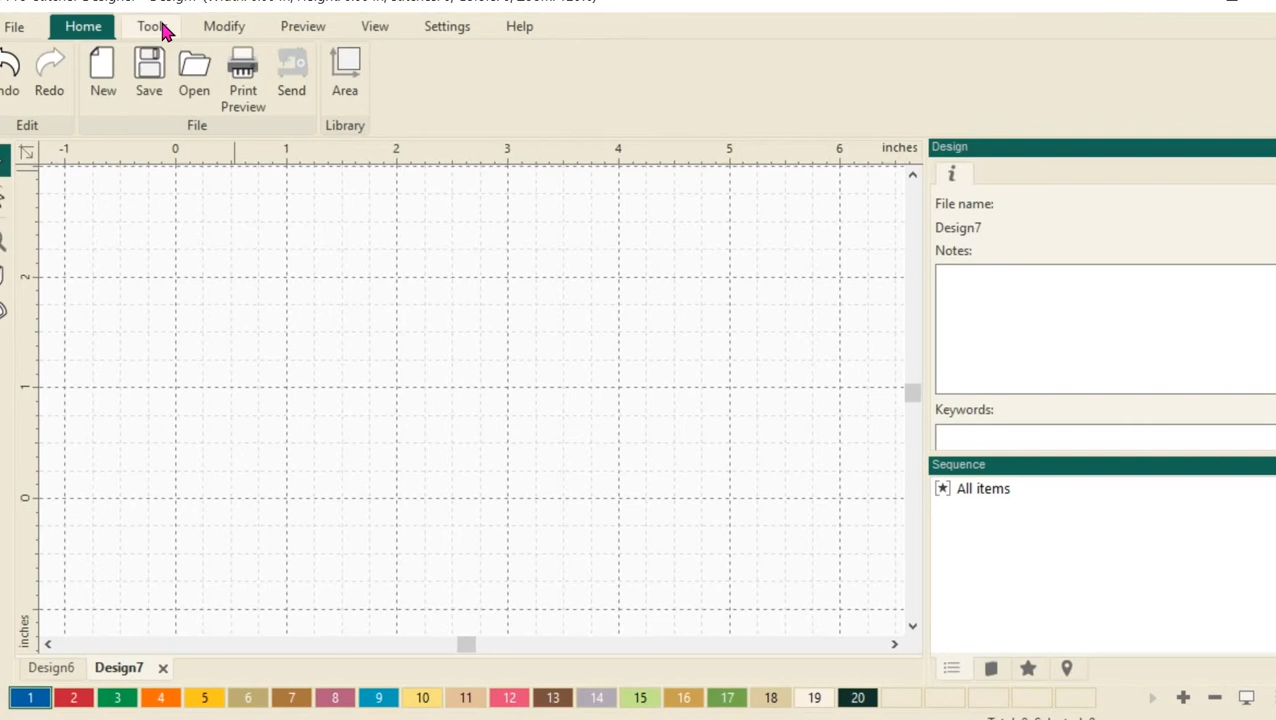 File Home Tools Modify Preview View Settings Help
Redo New Save Open Print Preview Send Area
Edit File Library
-1 0 1 2 3 4 5 6 inches
2
1
0
inches
Design
File name:
Design7
Notes:
Keywords:
Sequence
All items
Design6 Design7
1 2 3 4 5 6 7 8 9 10 11 12 13 14 15 16 17 18 19 20